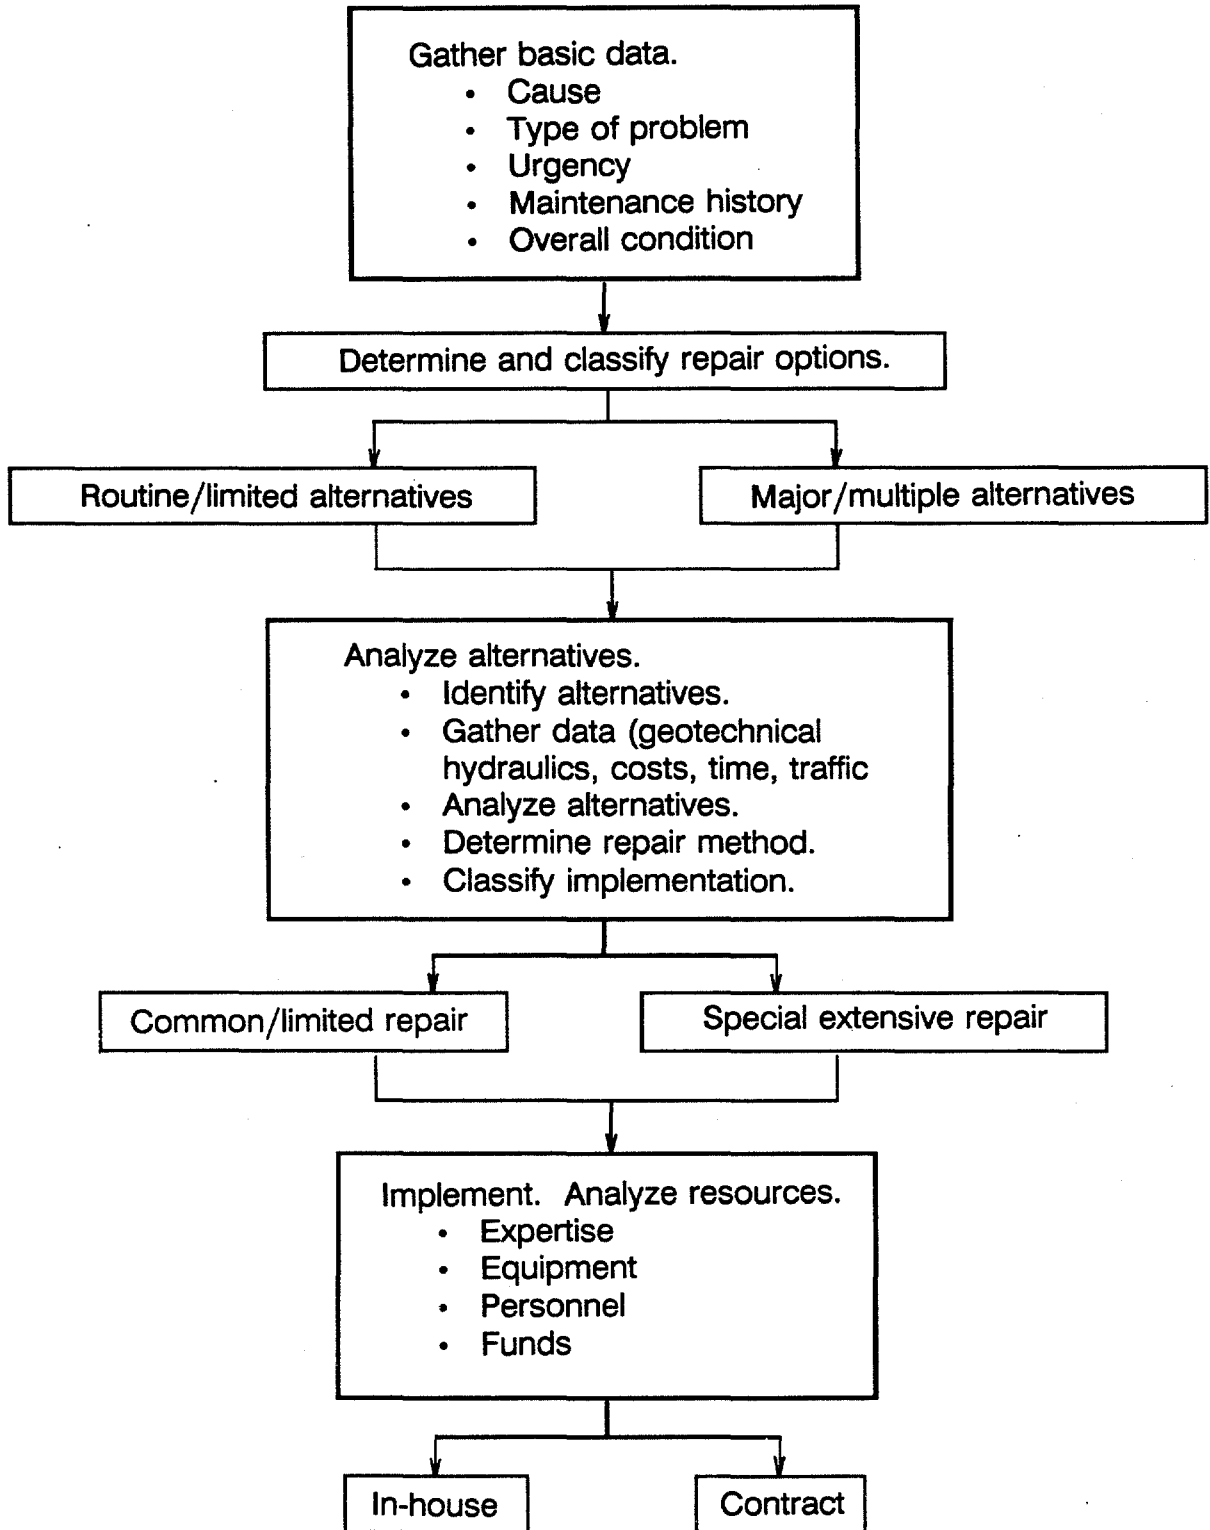 Gather basic data.
• Cause
• Type of problem
• Urgency
• Maintenance history
• Overall condition
Determine and classify repair options.
Routine/limited alternatives
Major/multiple alternatives
Analyze alternatives.
• Identify alternatives.
• Gather data (geotechnical
hydraulics, costs, time, traffic
• Analyze alternatives.
• Determine repair method.
• Classify implementation.
Common/limited repair
Special extensive repair
Implement. Analyze resources.
• Expertise
• Equipment
• Personnel
• Funds
In-house
Contract